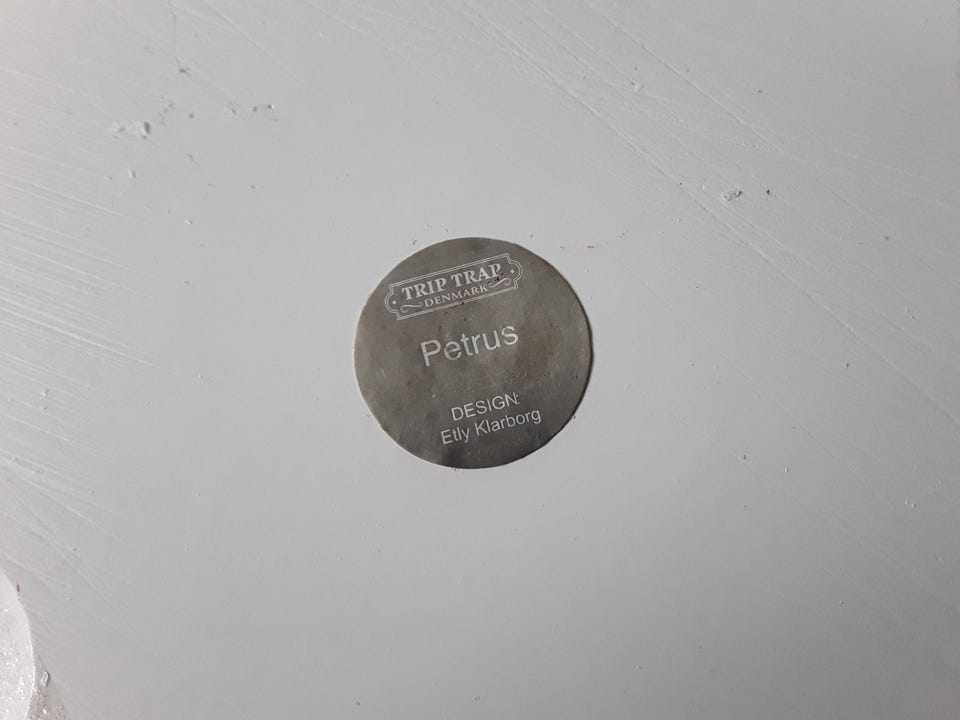 TRIP TRAP
DENMARK
Petrus
DESIGN:
Etly Klarborg